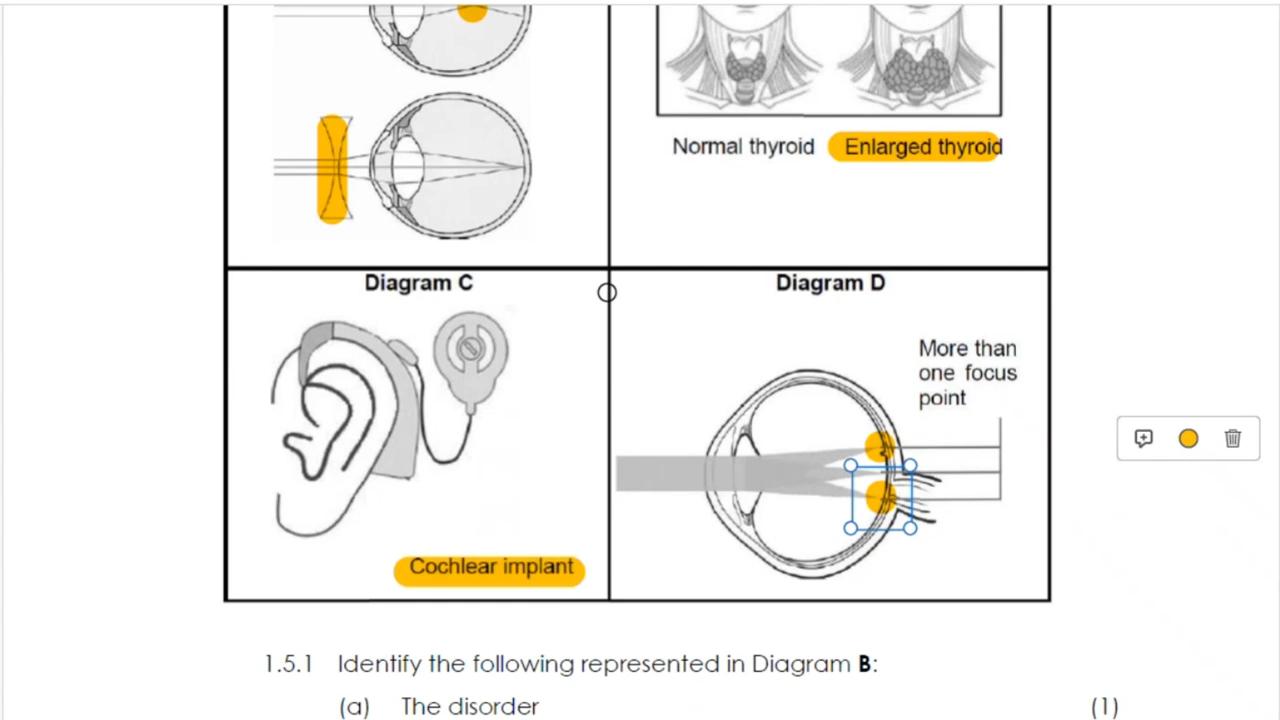 Normal thyroid
Enlarged thyroid
Diagram C
Diagram D
More than
one focus
point
Cochlear implant
1.5.1 Identify the following represented in Diagram B:
(a) The disorder (1)